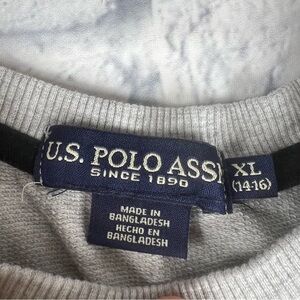 U.S. POLO ASS
SINCE 1890
XL
(14-16)
MADE IN
BANGLADESH
HECHO EN
BANGLADESH